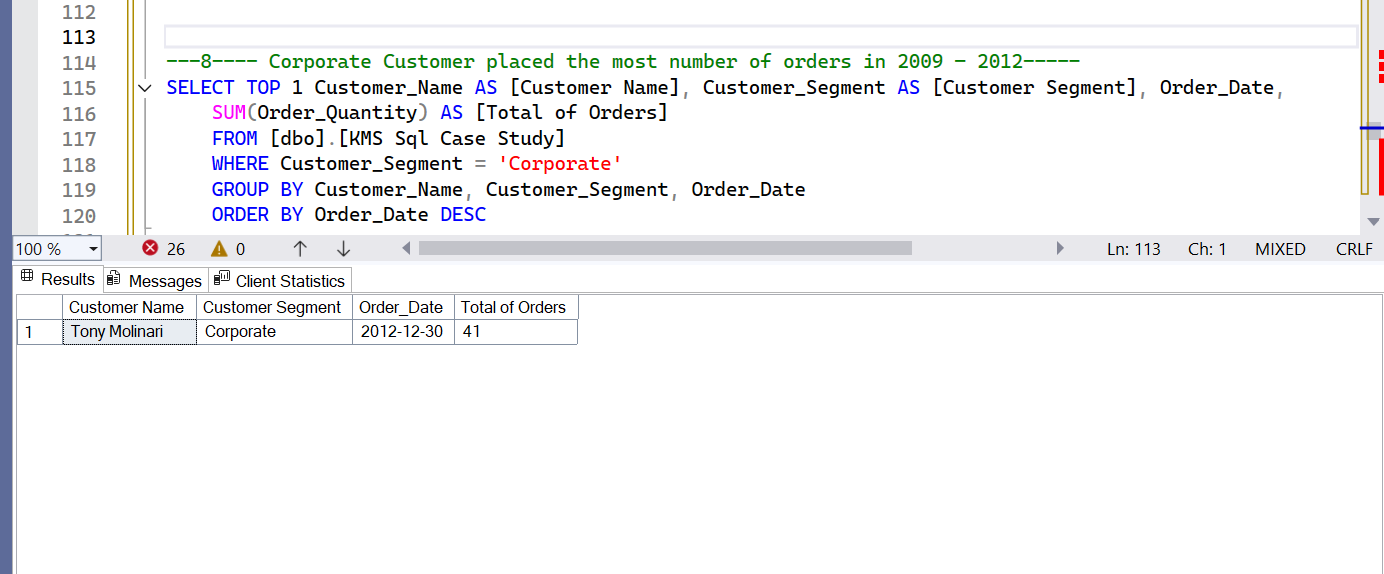 112
113
114 ---8---- Corporate Customer placed the most number of orders in 2009 - 2012-----
115 SELECT TOP 1 Customer_Name AS [Customer Name], Customer_Segment AS [Customer Segment], Order_Date,
116 SUM(Order_Quantity) AS [Total of Orders]
117 FROM [dbo].[KMS Sql Case Study]
118 WHERE Customer_Segment = 'Corporate'
119 GROUP BY Customer_Name, Customer_Segment, Order_Date
120 ORDER BY Order_Date DESC
100 % 26 0 Ln: 113 Ch: 1 MIXED CRLF
Results Messages Client Statistics
Customer Name Customer Segment Order_Date Total of Orders
1 Tony Molinari Corporate 2012-12-30 41